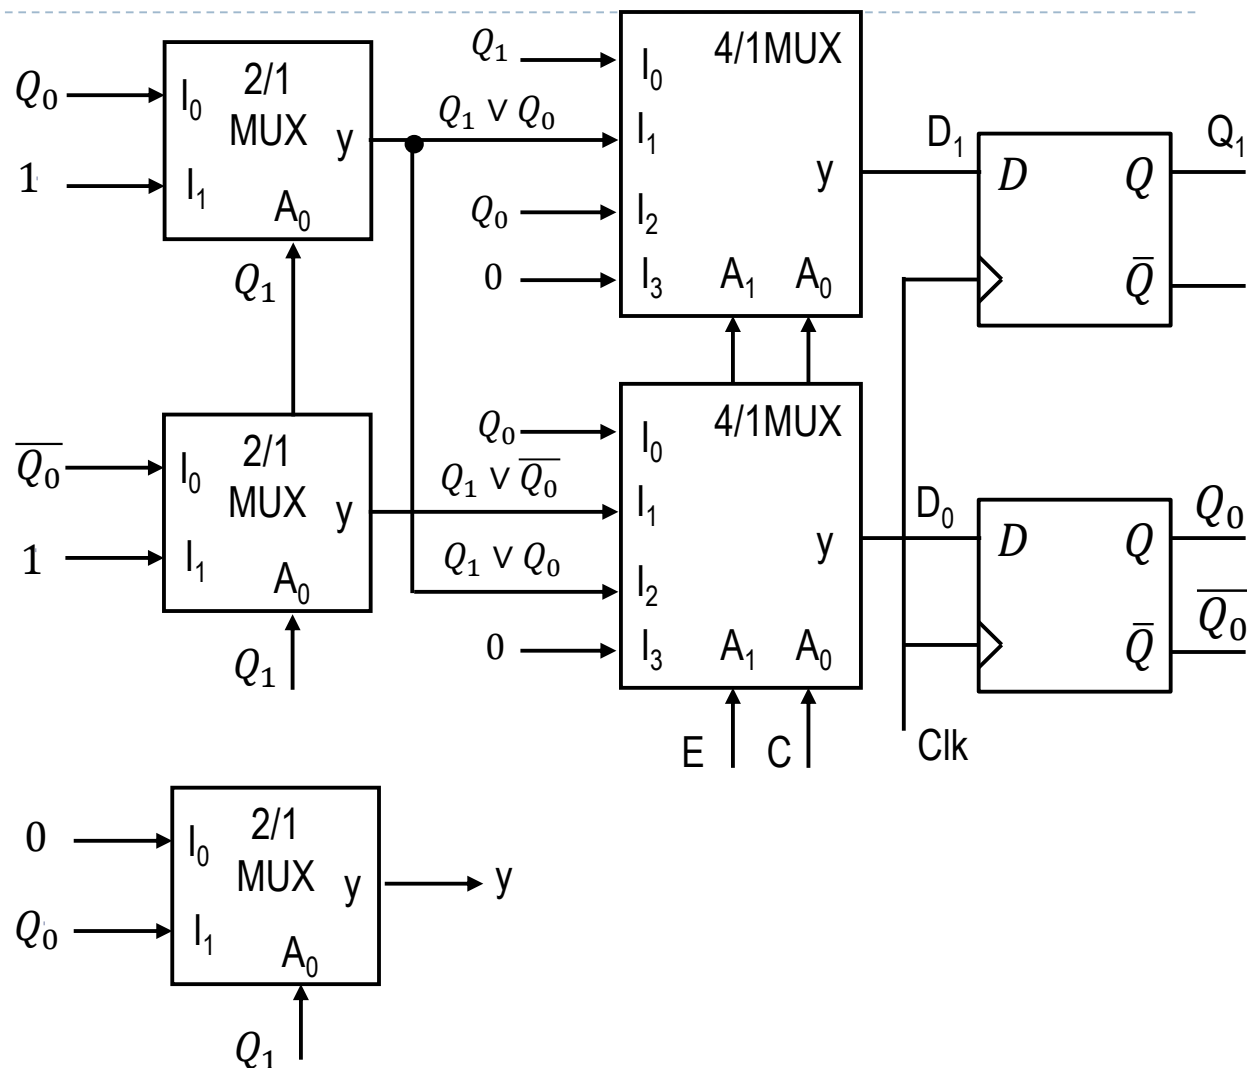 Q₀
1
I₀
I₁
2/1
MUX
y
A₀
Q₁
Q₁
Q₁ ∨ Q₀
Q₀
0
I₀
I₁
I₂
I₃
4/1MUX
y
A₁ A₀
D₁
D Q
Q̅
Q₁
Q̅₀̅
1
I₀
I₁
2/1
MUX
y
A₀
Q₁
Q₀
Q₁ ∨ Q̅₀̅
Q₁ ∨ Q₀
0
I₀
I₁
I₂
I₃
4/1MUX
y
A₁ A₀
E C
D₀
D Q
Q̅
Q₀
Q̅₀̅
Clk
0
Q₀
I₀
I₁
2/1
MUX
y
A₀
Q₁
y